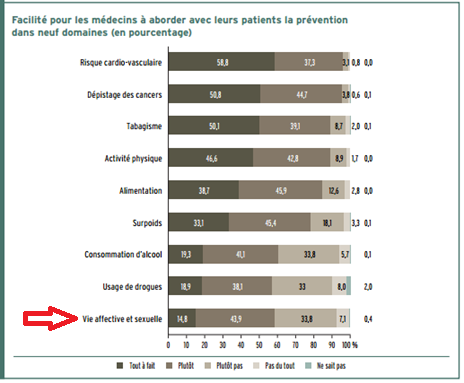 Facilité pour les médecins à aborder avec leurs patients la prévention
dans neuf domaines (en pourcentage)
Risque cardio-vasculaire 58,8 37,3 3,1 0,8 0,0
Dépistage des cancers 50,8 44,7 3,8 0,6 0,1
Tabagisme 50,1 39,1 8,7 2,0 0,1
Activité physique 46,6 42,8 8,9 1,7 0,0
Alimentation 38,7 45,9 12,6 2,8 0,0
Surpoids 33,1 45,4 18,1 3,3 0,1
Consommation d'alcool 19,3 41,1 33,8 5,7 0,1
Usage de drogues 18,9 38,1 33 8,0 2,0
Vie affective et sexuelle 14,8 43,9 33,8 7,1 0,4
0 10 20 30 40 50 60 70 80 90 100 %
Tout à fait Plutôt Plutôt pas Pas du tout Ne sait pas